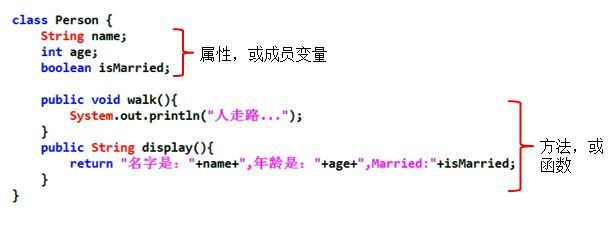 class Person {
String name;
int age;
boolean isMarried;
属性，或成员变量
public void walk(){
System.out.println("人走路...");
}
public String display(){
return "名字是："+name+",年龄是："+age+",Married:"+isMarried;
}
}
方法，或
函数